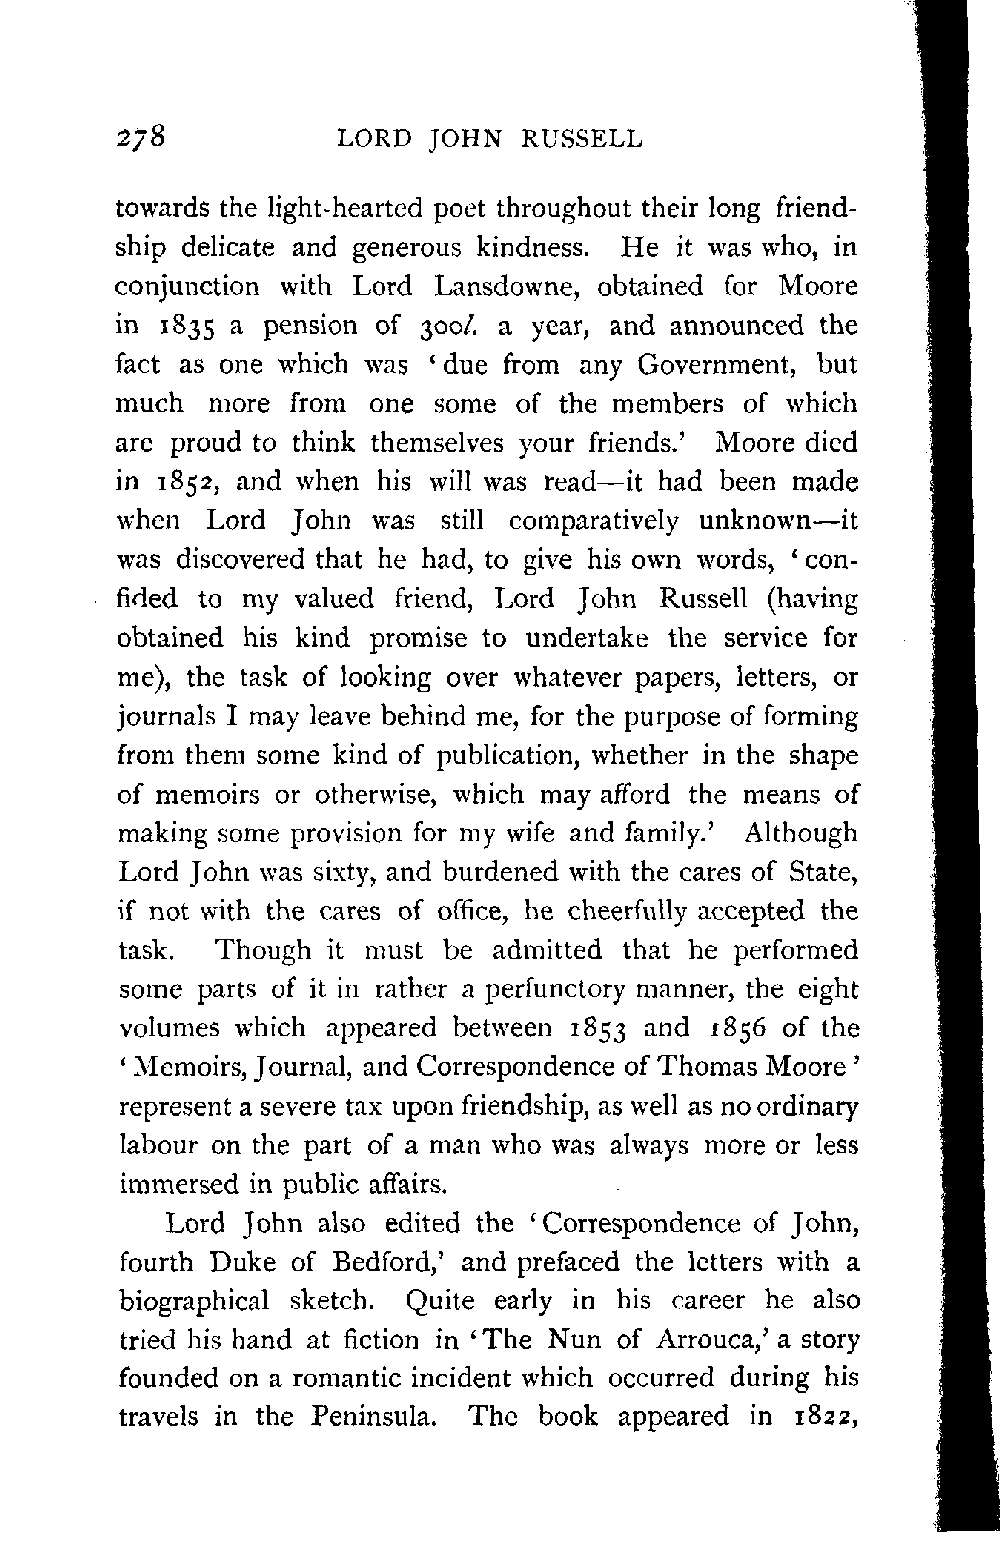 278 LORD JOHN RUSSELL
towards the light-hearted poet throughout their long friend-
ship delicate and generous kindness. He it was who, in
conjunction with Lord Lansdowne, obtained for Moore
in 1835 a pension of 300l. a year, and announced the
fact as one which was ‘ due from any Government, but
much more from one some of the members of which
are proud to think themselves your friends.’ Moore died
in 1852, and when his will was read—it had been made
when Lord John was still comparatively unknown—it
was discovered that he had, to give his own words, ‘ con-
fided to my valued friend, Lord John Russell (having
obtained his kind promise to undertake the service for
me), the task of looking over whatever papers, letters, or
journals I may leave behind me, for the purpose of forming
from them some kind of publication, whether in the shape
of memoirs or otherwise, which may afford the means of
making some provision for my wife and family.’ Although
Lord John was sixty, and burdened with the cares of State,
if not with the cares of office, he cheerfully accepted the
task. Though it must be admitted that he performed
some parts of it in rather a perfunctory manner, the eight
volumes which appeared between 1853 and 1856 of the
‘ Memoirs, Journal, and Correspondence of Thomas Moore ’
represent a severe tax upon friendship, as well as no ordinary
labour on the part of a man who was always more or less
immersed in public affairs.
Lord John also edited the ‘Correspondence of John,
fourth Duke of Bedford,’ and prefaced the letters with a
biographical sketch. Quite early in his career he also
tried his hand at fiction in ‘The Nun of Arrouca,’ a story
founded on a romantic incident which occurred during his
travels in the Peninsula. The book appeared in 1822,